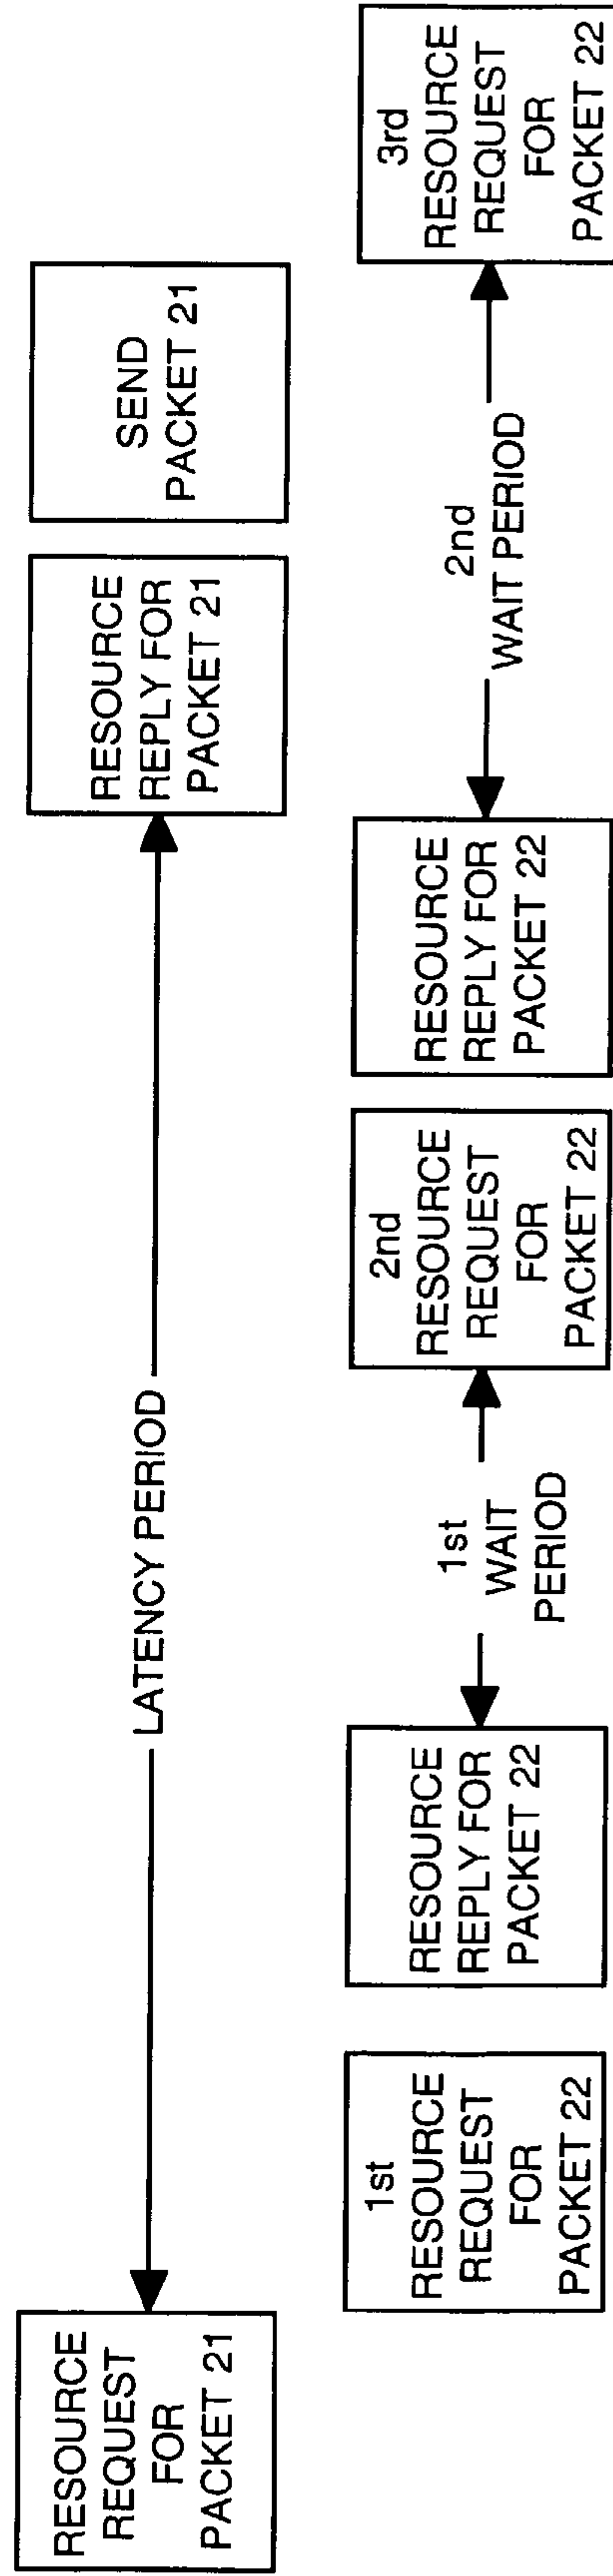 RESOURCE
REQUEST
FOR
PACKET 21
LATENCY PERIOD
RESOURCE
REPLY FOR
PACKET 21
SEND
PACKET 21
1st
RESOURCE
REQUEST
FOR
PACKET 22
RESOURCE
REPLY FOR
PACKET 22
1st
WAIT
PERIOD
2nd
RESOURCE
REQUEST
FOR
PACKET 22
RESOURCE
REPLY FOR
PACKET 22
2nd
WAIT PERIOD
3rd
RESOURCE
REQUEST
FOR
PACKET 22